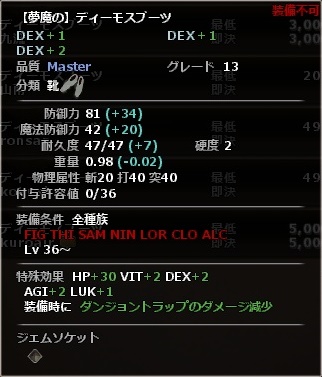 装備不可
【夢魔の】ディーモスブーツ
DEX+1 DEX+1
DEX+2
品質 Master グレード 13
分類 靴
防御力 81 (+34)
魔法防御力 42 (+20)
耐久度 47/47 (+7) 硬度 2
重量 0.98 (-0.02)
物理属性 斬20 打40 突40
付与許容値 0/36
装備条件 全種族
FIG THI SAM NIN LOR CLO ALC
Lv 36～
特殊効果 HP+30 VIT+2 DEX+2
AGI+2 LUK+1
装備時に ダンジョントラップのダメージ減少
ジェムソケット